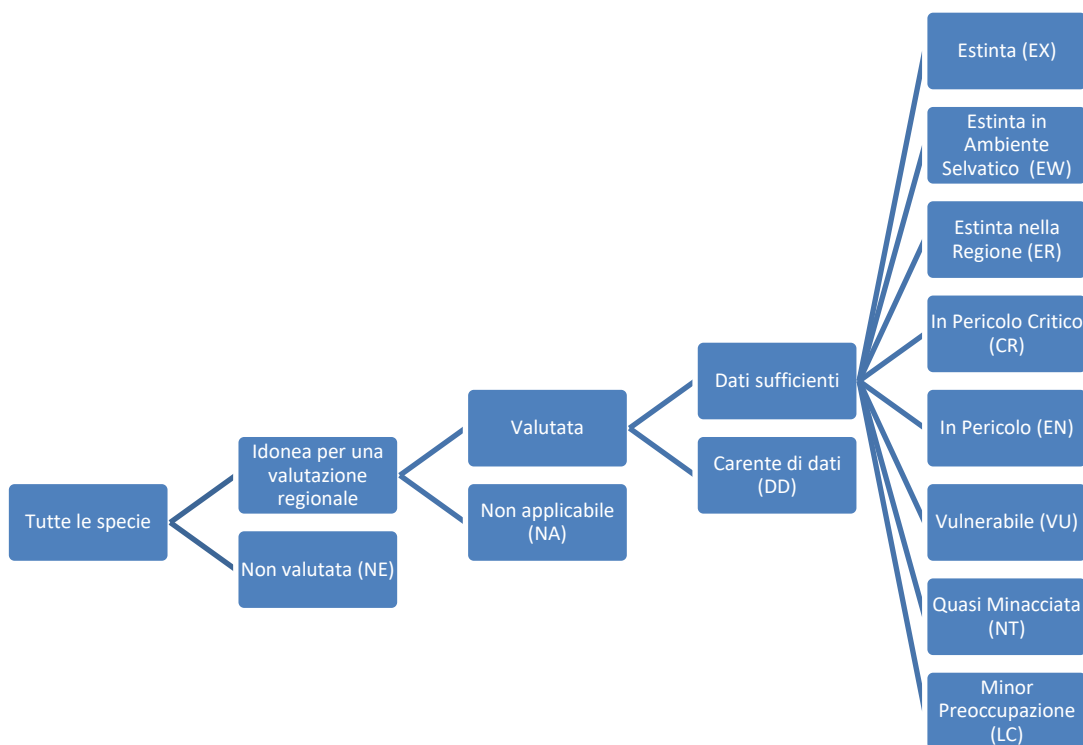 Tutte le specie
Idonea per una
valutazione
regionale
Non valutata (NE)
Valutata
Non applicabile
(NA)
Dati sufficienti
Carente di dati
(DD)
Estinta (EX)
Estinta in
Ambiente
Selvatico (EW)
Estinta nella
Regione (ER)
In Pericolo Critico
(CR)
In Pericolo (EN)
Vulnerabile (VU)
Quasi Minacciata
(NT)
Minor
Preoccupazione
(LC)